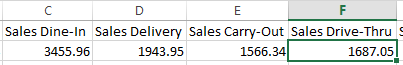 C D E F
Sales Dine-In Sales Delivery Sales Carry-Out Sales Drive-Thru S
3455.96 1943.95 1566.34 1687.05